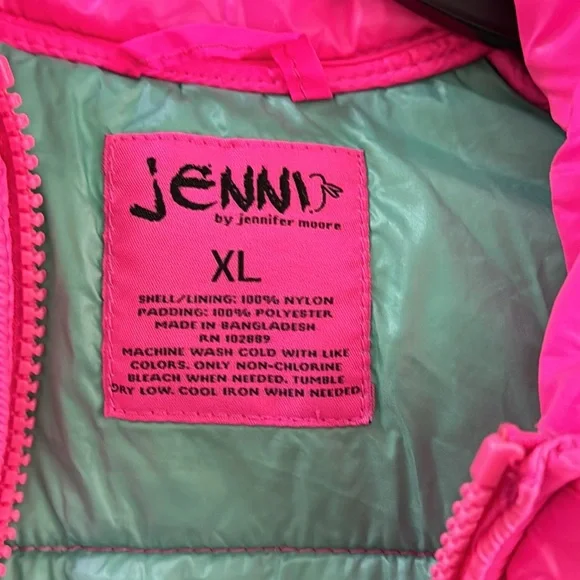 JENNI
by jennifer moore
XL
SHELL/LINING: 100% NYLON
PADDING: 100% POLYESTER
MADE IN BANGLADESH
RN 102889
MACHINE WASH COLD WITH LIKE
COLORS. ONLY NON-CHLORINE
BLEACH WHEN NEEDED. TUMBLE
DRY LOW. COOL IRON WHEN NEEDED